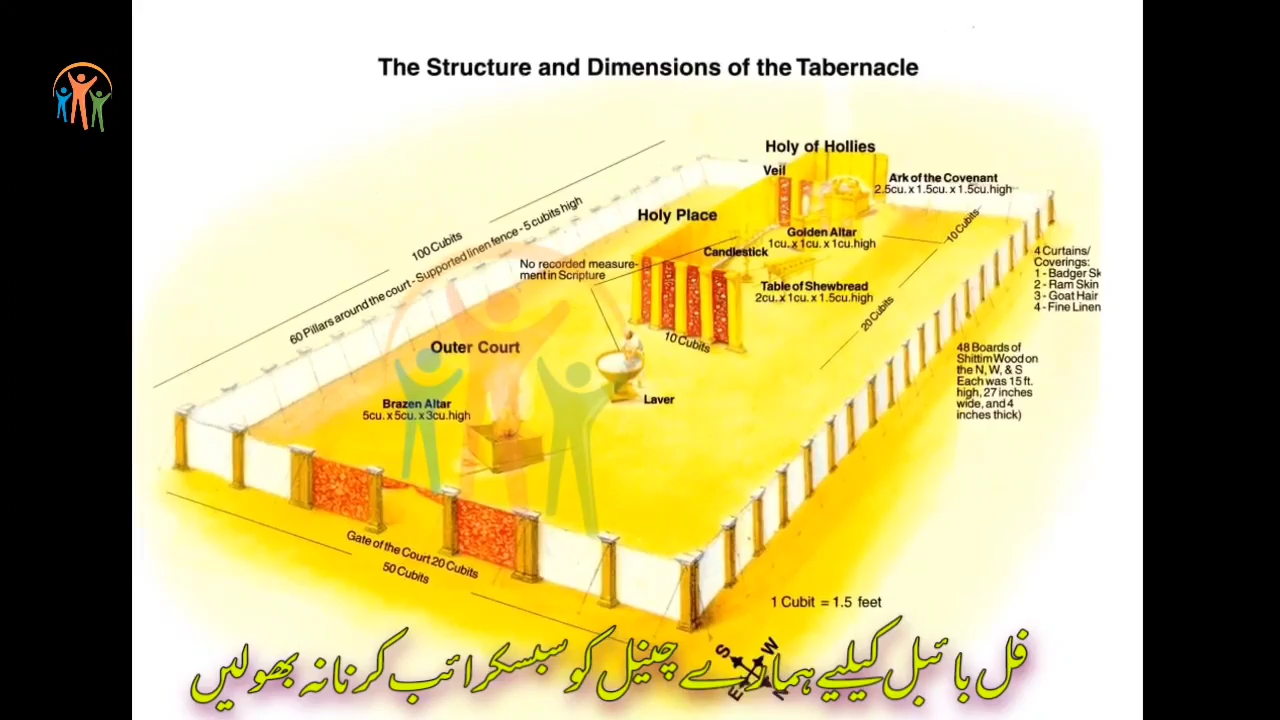 The Structure and Dimensions of the Tabernacle
Holy of Hollies
Veil
Ark of the Covenant
2.5cu. x 1.5cu. x 1.5cu.high
Holy Place
Golden Altar
1cu. x 1cu. x 1cu.high
10 Cubits
Candlestick
100 Cubits
60 Pillars around the court - Supported linen fence - 5 cubits high
No recorded measure-
ment in Scripture
Table of Shewbread
2cu. x 1cu. x 1.5cu.high
20 Cubits
4 Curtains/
Coverings:
1 - Badger Sk
2 - Ram Skin
3 - Goat Hair
4 - Fine Linen
10 Cubits
Outer Court
48 Boards of
Shittim Wood on
the N, W, & S
Each was 15 ft.
high, 27 inches
wide, and 4
inches thick)
Brazen Altar
5cu. x 5cu. x 3cu.high
Laver
Gate of the Court 20 Cubits
50 Cubits
1 Cubit = 1.5 feet
S W
E N
فل بائبل کیلیے ہمارے چینل کو سبسکرائب کرنا نہ بھولیں